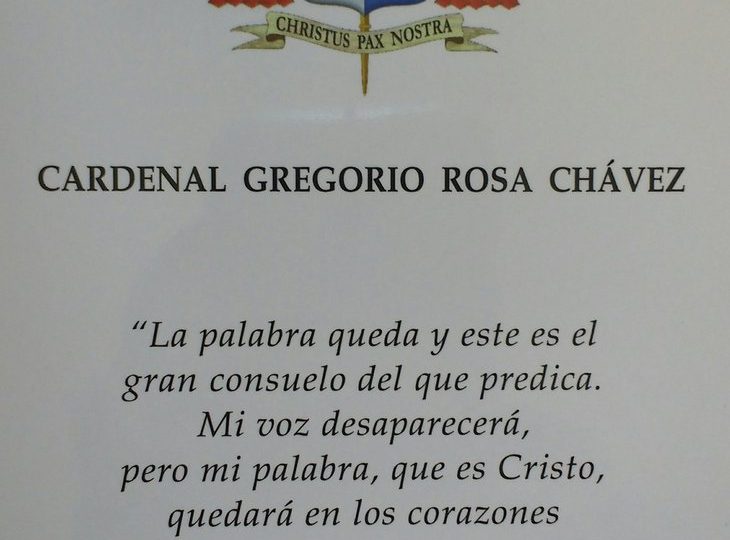 CHRISTUS PAX NOSTRA
CARDENAL GREGORIO ROSA CHÁVEZ
“La palabra queda y este es el
gran consuelo del que predica.
Mi voz desaparecerá,
pero mi palabra, que es Cristo,
quedará en los corazones